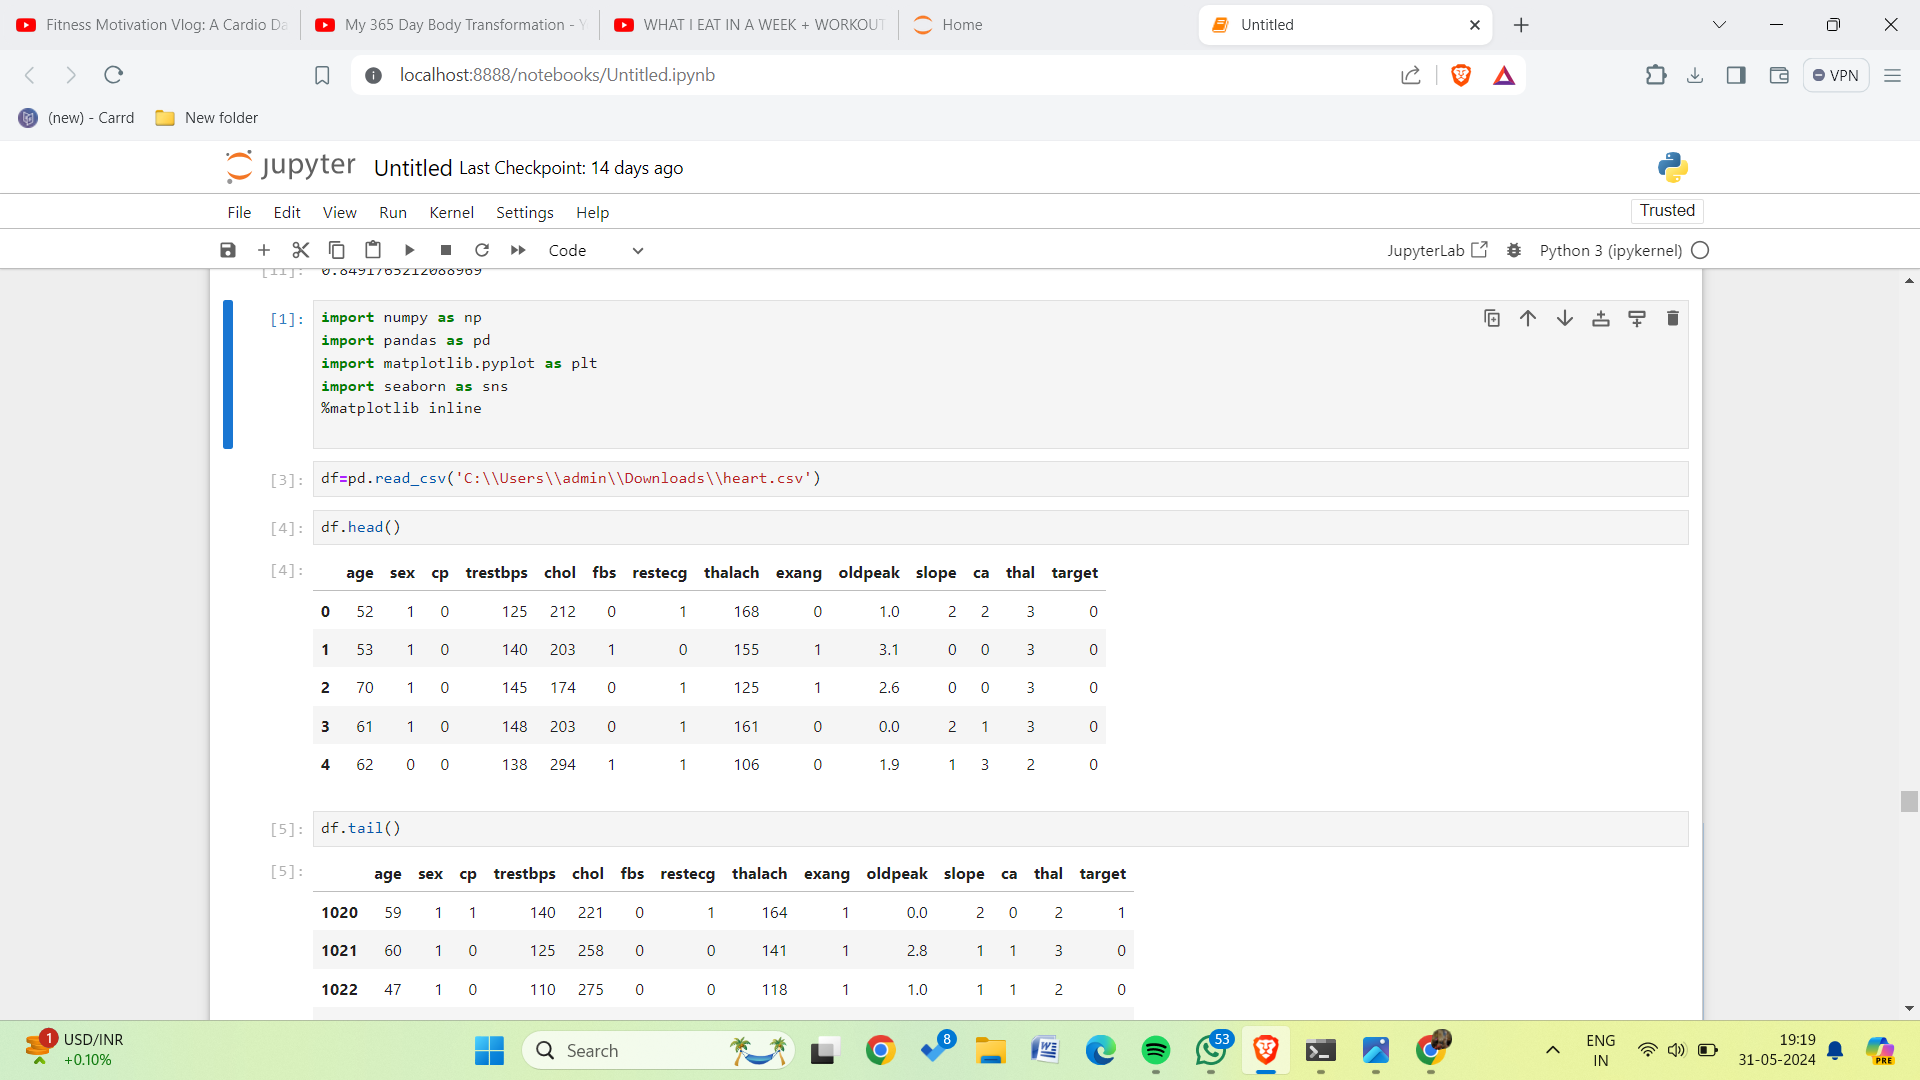 Fitness Motivation Vlog: A Cardio Da
My 365 Day Body Transformation - Y
WHAT I EAT IN A WEEK + WORKOUT
Home
Untitled
localhost:8888/notebooks/Untitled.ipynb
VPN
(new) - Carrd
New folder
jupyter Untitled Last Checkpoint: 14 days ago
File Edit View Run Kernel Settings Help
Trusted
Code
JupyterLab
Python 3 (ipykernel)
[11]: 0.8491765212088969
[1]: import numpy as np
import pandas as pd
import matplotlib.pyplot as plt
import seaborn as sns
%matplotlib inline
[3]: df=pd.read_csv('C:\\Users\\admin\\Downloads\\heart.csv')
[4]: df.head()
[4]: age sex cp trestbps chol fbs restecg thalach exang oldpeak slope ca thal target
0 52 1 0 125 212 0 1 168 0 1.0 2 2 3 0
1 53 1 0 140 203 1 0 155 1 3.1 0 0 3 0
2 70 1 0 145 174 0 1 125 1 2.6 0 0 3 0
3 61 1 0 148 203 0 1 161 0 0.0 2 1 3 0
4 62 0 0 138 294 1 1 106 0 1.9 1 3 2 0
[5]: df.tail()
[5]: age sex cp trestbps chol fbs restecg thalach exang oldpeak slope ca thal target
1020 59 1 1 140 221 0 1 164 1 0.0 2 0 2 1
1021 60 1 0 125 258 0 0 141 1 2.8 1 1 3 0
1022 47 1 0 110 275 0 0 118 1 1.0 1 1 2 0
1 USD/INR
+0.10%
Search
8
53
ENG
IN
19:19
31-05-2024
PRE